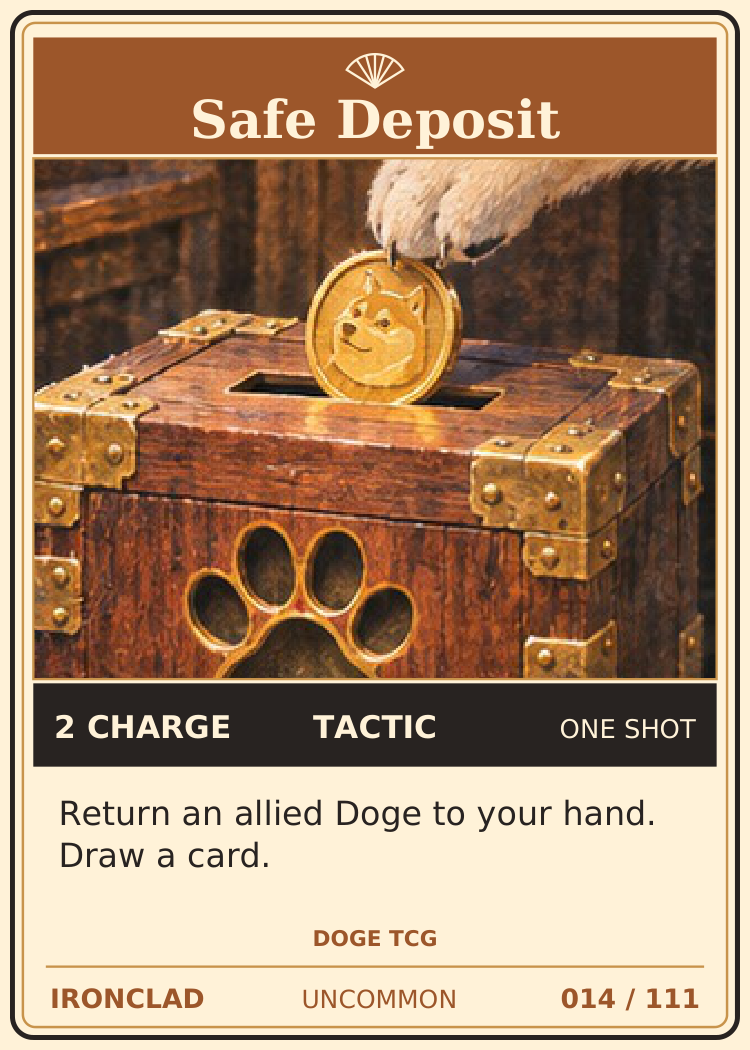 Safe Deposit
2 CHARGE TACTIC ONE SHOT
Return an allied Doge to your hand.
Draw a card.
DOGE TCG
IRONCLAD UNCOMMON 014 / 111